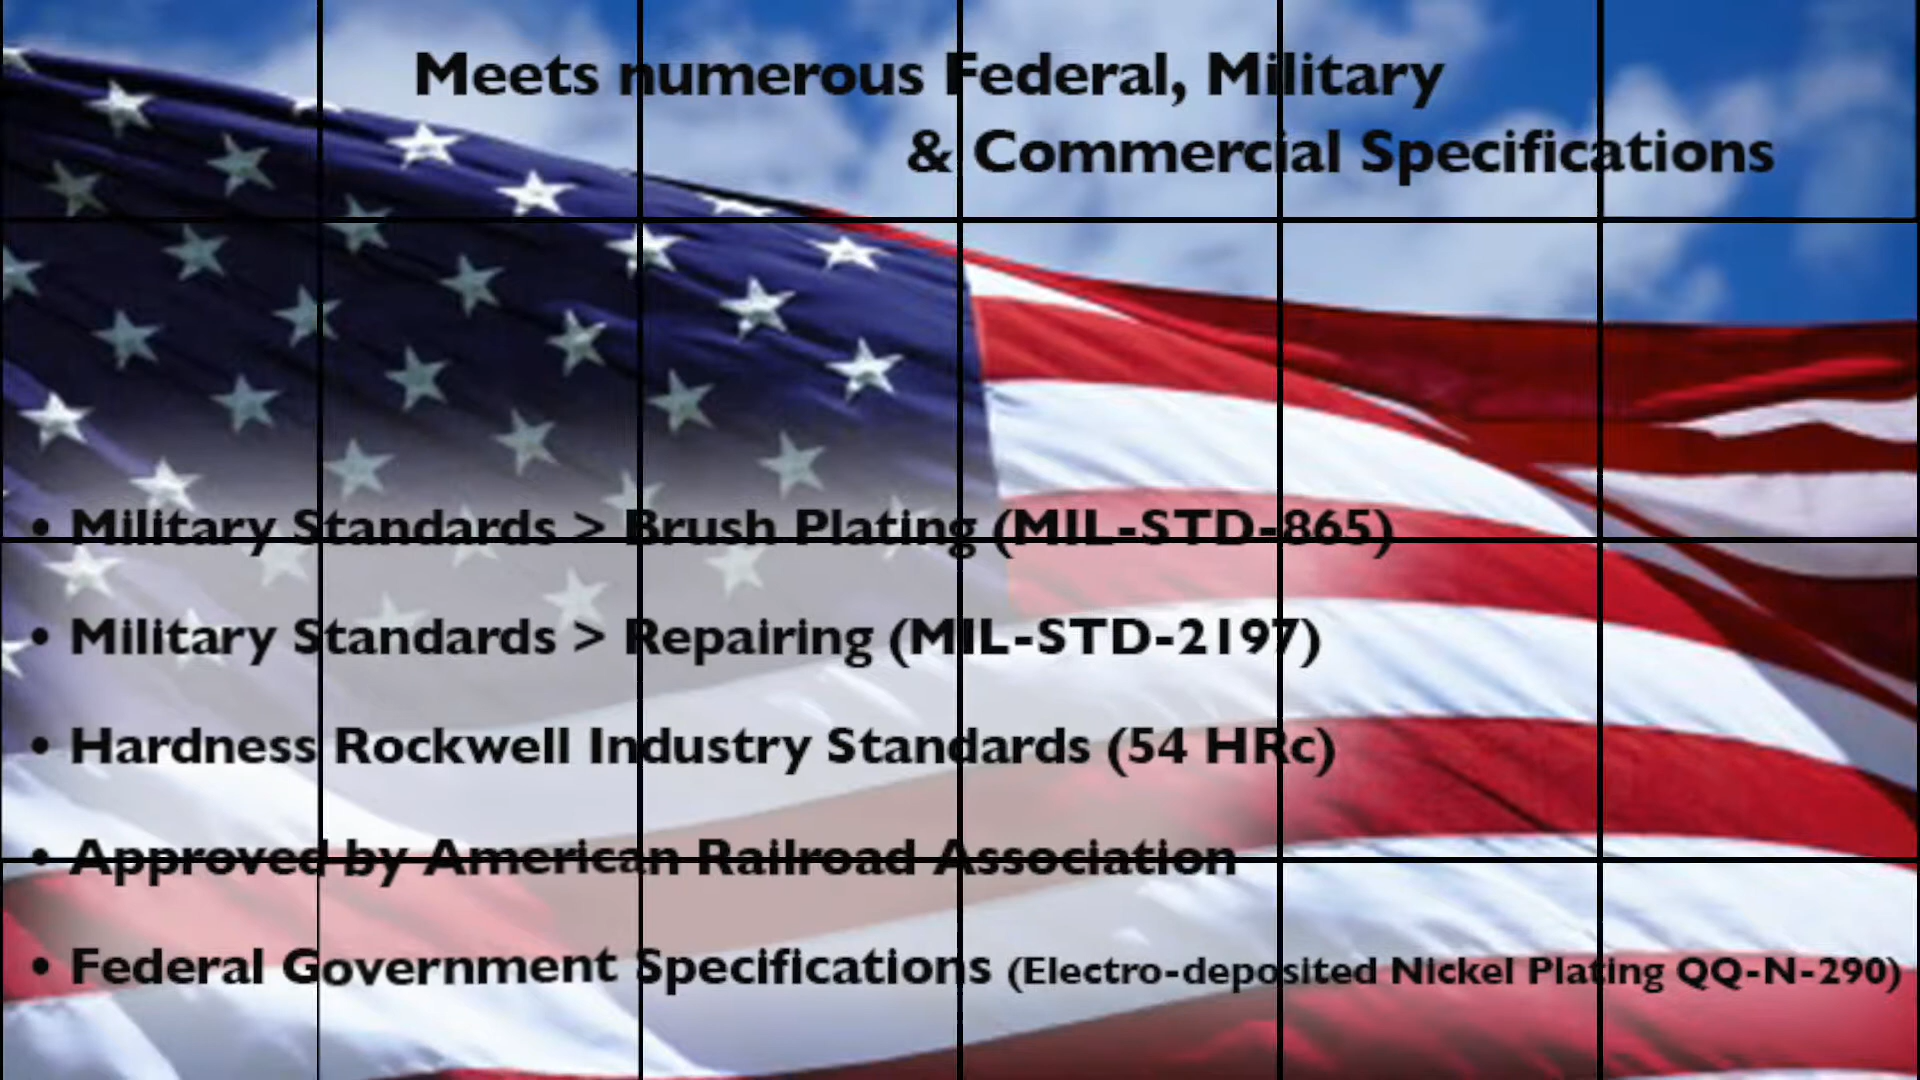 Meets numerous Federal, Military
& Commercial Specifications
• Military Standards > Brush Plating (MIL-STD-865)
• Military Standards > Repairing (MIL-STD-2197)
• Hardness Rockwell Industry Standards (54 HRc)
• Approved by American Railroad Association
• Federal Government Specifications (Electro-deposited Nickel Plating QQ-N-290)